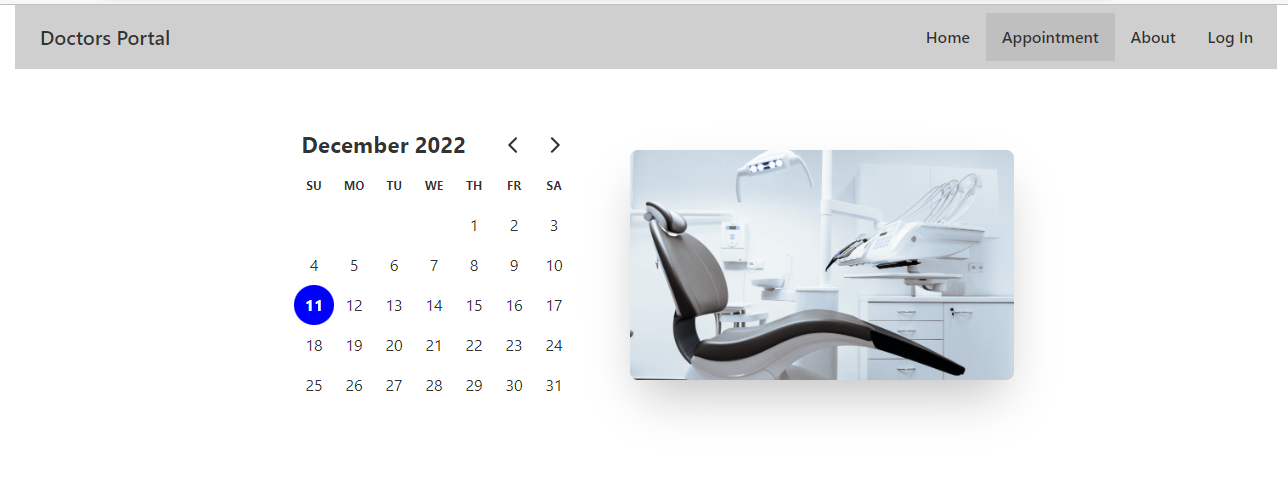 Doctors Portal Home Appointment About Log In
December 2022
SU MO TU WE TH FR SA
1 2 3
4 5 6 7 8 9 10
11 12 13 14 15 16 17
18 19 20 21 22 23 24
25 26 27 28 29 30 31